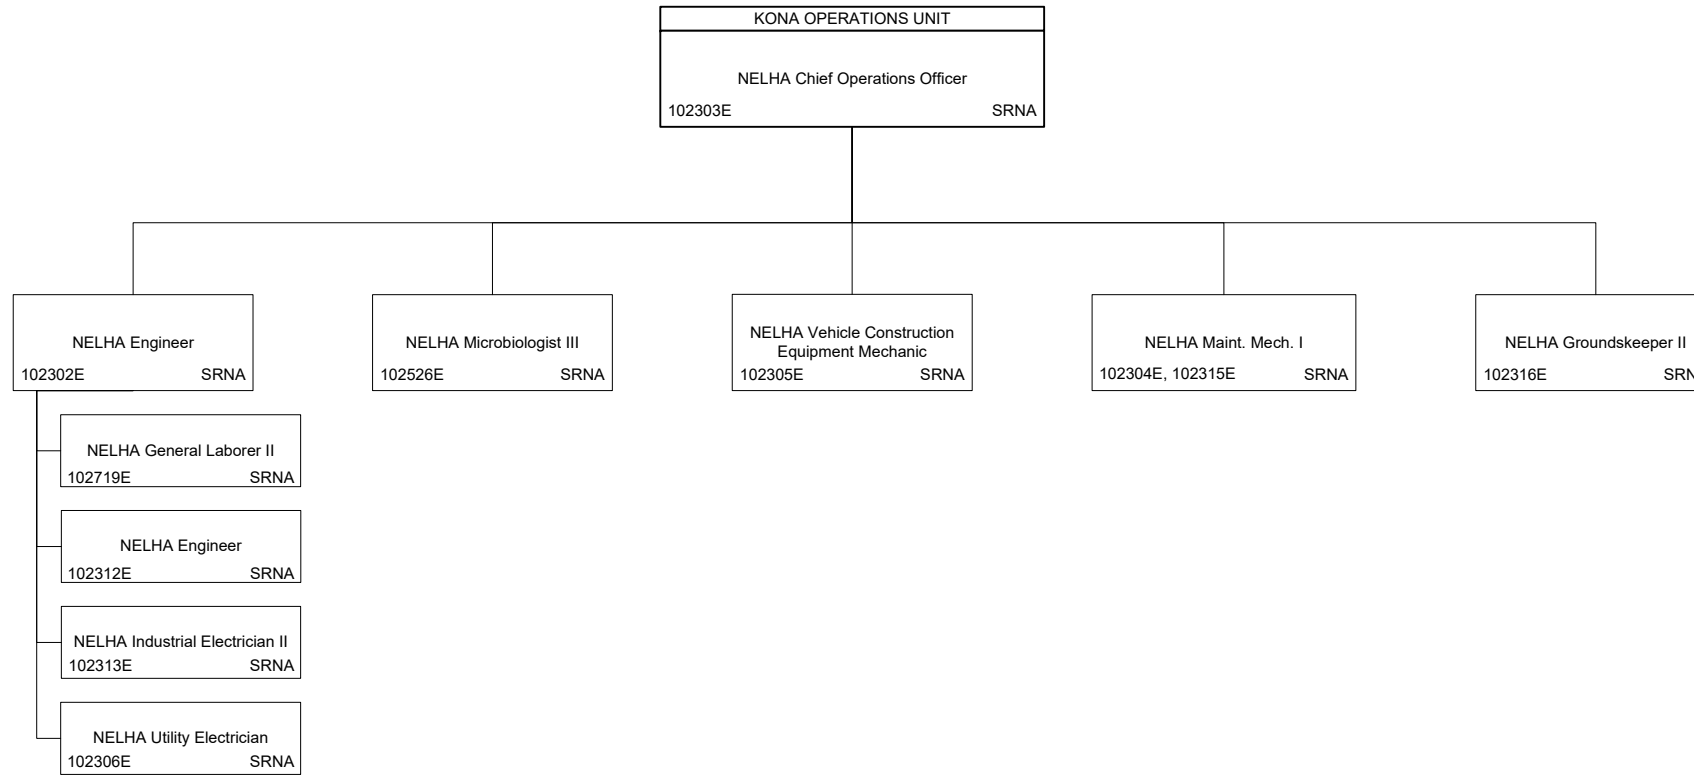 KONA OPERATIONS UNIT
NELHA Chief Operations Officer
102303E SRNA
NELHA Engineer
102302E SRNA
NELHA Microbiologist III
102526E SRNA
NELHA Vehicle Construction
Equipment Mechanic
102305E SRNA
NELHA Maint. Mech. I
102304E, 102315E SRNA
NELHA Groundskeeper II
102316E
NELHA General Laborer II
102719E SRNA
NELHA Engineer
102312E SRNA
NELHA Industrial Electrician II
102313E SRNA
NELHA Utility Electrician
102306E SRNA